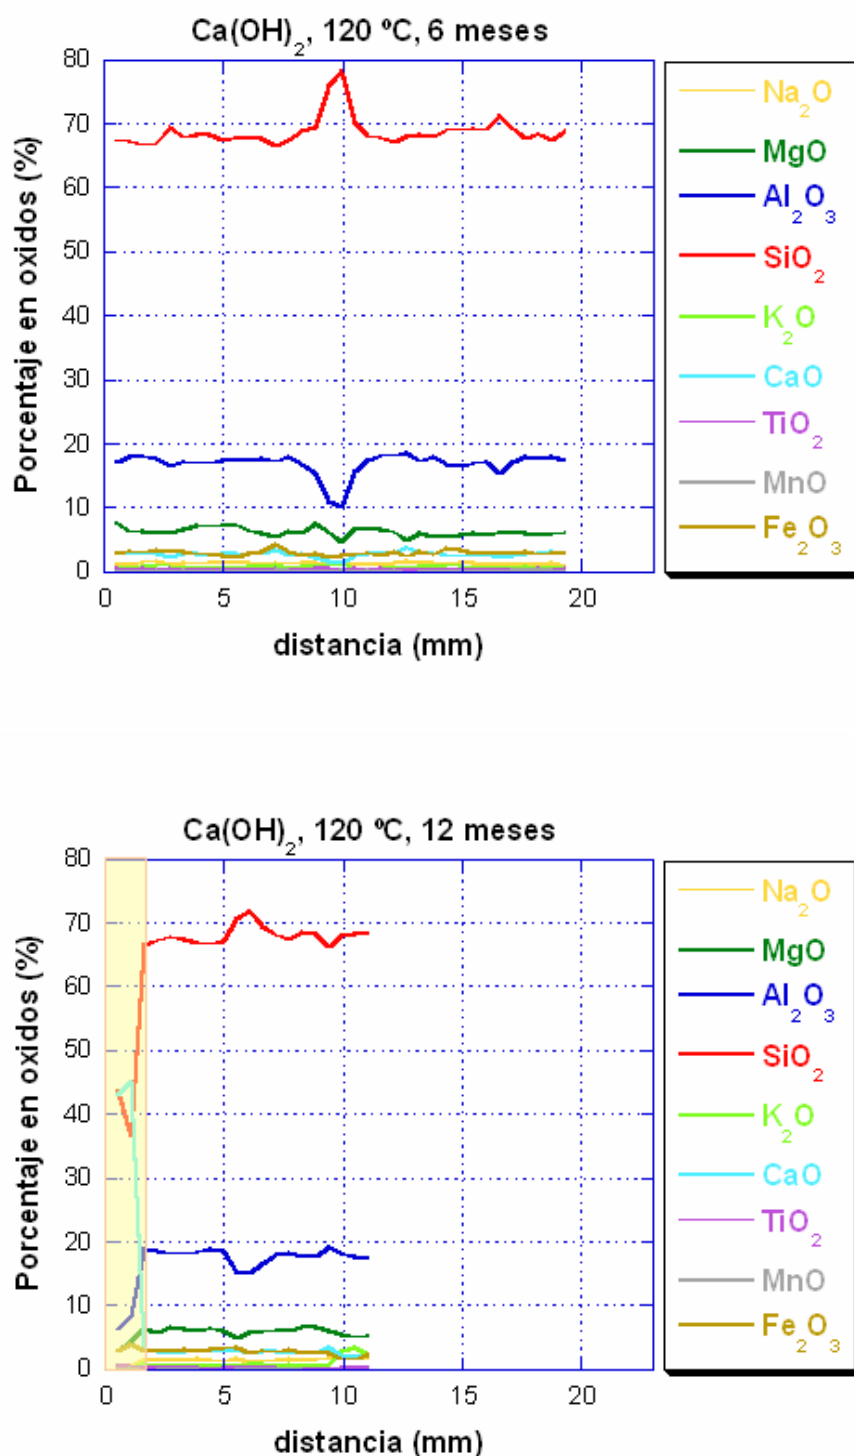 Ca(OH)₂, 120 ºC, 6 meses
Porcentaje en oxidos (%)
80
70
60
50
40
30
20
10
0
0 5 10 15 20
distancia (mm)
Na₂O
MgO
Al₂O₃
SiO₂
K₂O
CaO
TiO₂
MnO
Fe₂O₃
Ca(OH)₂, 120 ºC, 12 meses
Porcentaje en oxidos (%)
80
70
60
50
40
30
20
10
0
0 5 10 15 20
distancia (mm)
Na₂O
MgO
Al₂O₃
SiO₂
K₂O
CaO
TiO₂
MnO
Fe₂O₃